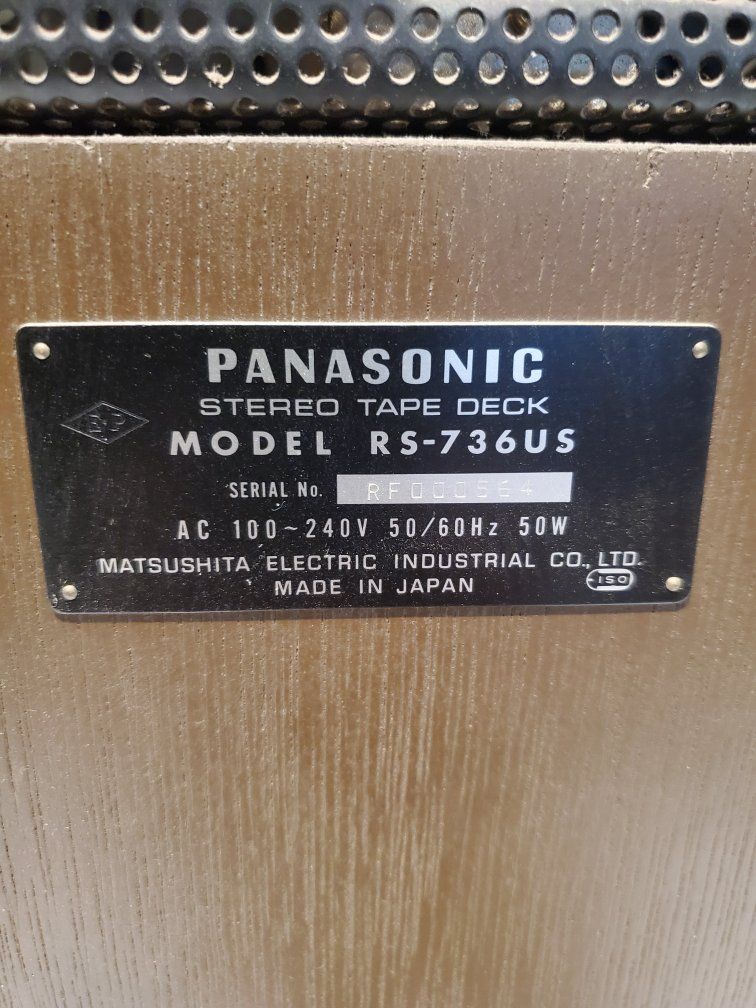 PANASONIC
STEREO TAPE DECK
MODEL RS-736US
SERIAL No. RF000564
AC 100~240V 50/60Hz 50W
MATSUSHITA ELECTRIC INDUSTRIAL CO., LTD.
MADE IN JAPAN
ISO